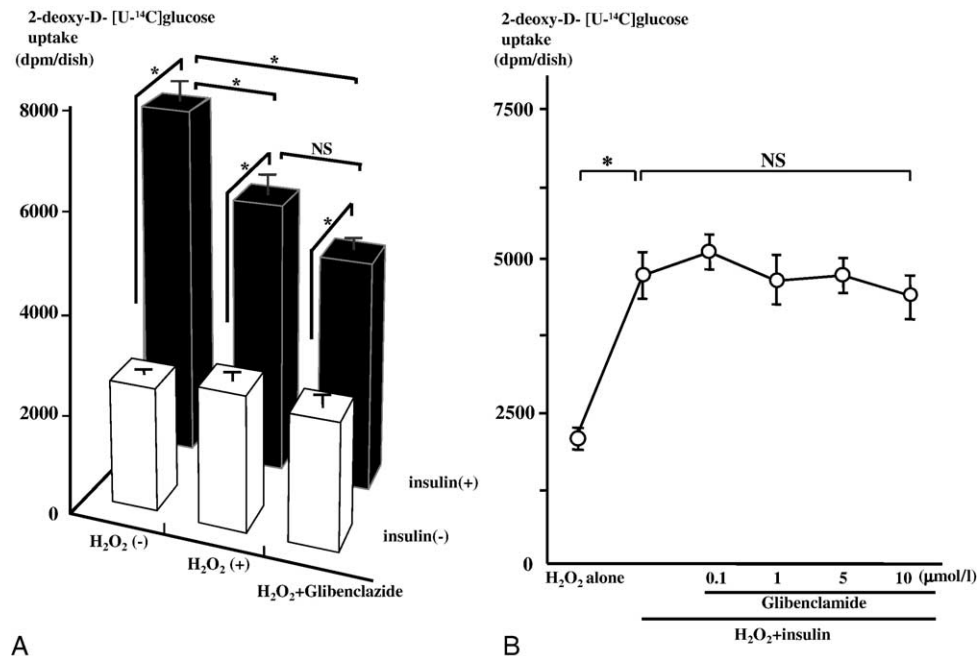 2-deoxy-D- [U-¹⁴C]glucose
uptake
(dpm/dish)
*
*
*
8000
NS
*
6000
*
4000
2000
insulin(+)
0
insulin(-)
H₂O₂ (-)
H₂O₂ (+)
H₂O₂+Glibenclazide
A
2-deoxy-D- [U-¹⁴C]glucose
uptake
(dpm/dish)
7500
*
NS
5000
2500
0
H₂O₂ alone
0.1
1
5
10 (μmol/l)
Glibenclamide
H₂O₂+insulin
B